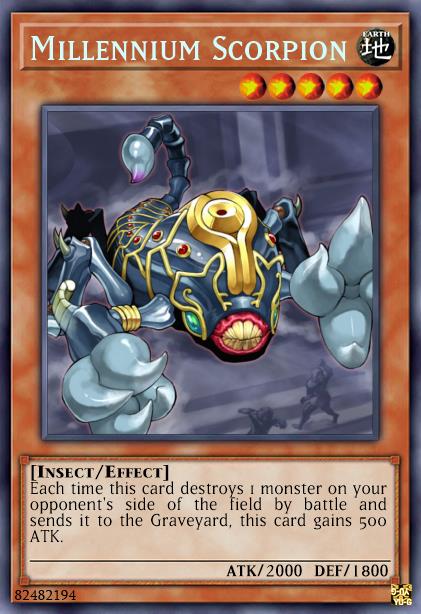 Millennium Scorpion
EARTH
地
[Insect/Effect]
Each time this card destroys 1 monster on your
opponent's side of the field by battle and
sends it to the Graveyard, this card gains 500
ATK.
ATK/2000 DEF/1800
82482194